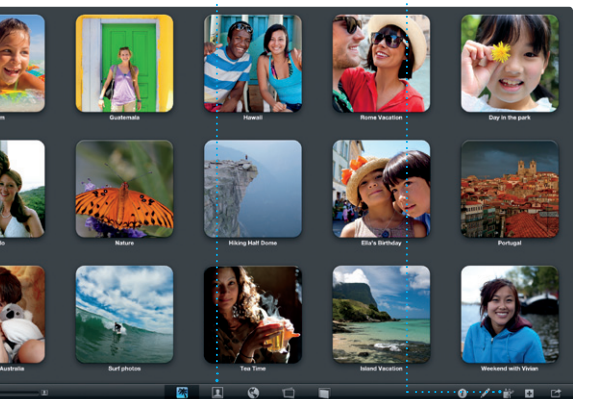 Guatemala
Hawaii
Rome Vacation
Day in the park
Nature
Hiking Half Dome
Ella's Birthday
Portugal
Australia
Surf photos
Tea Time
Island Vacation
Weekend with Vivian